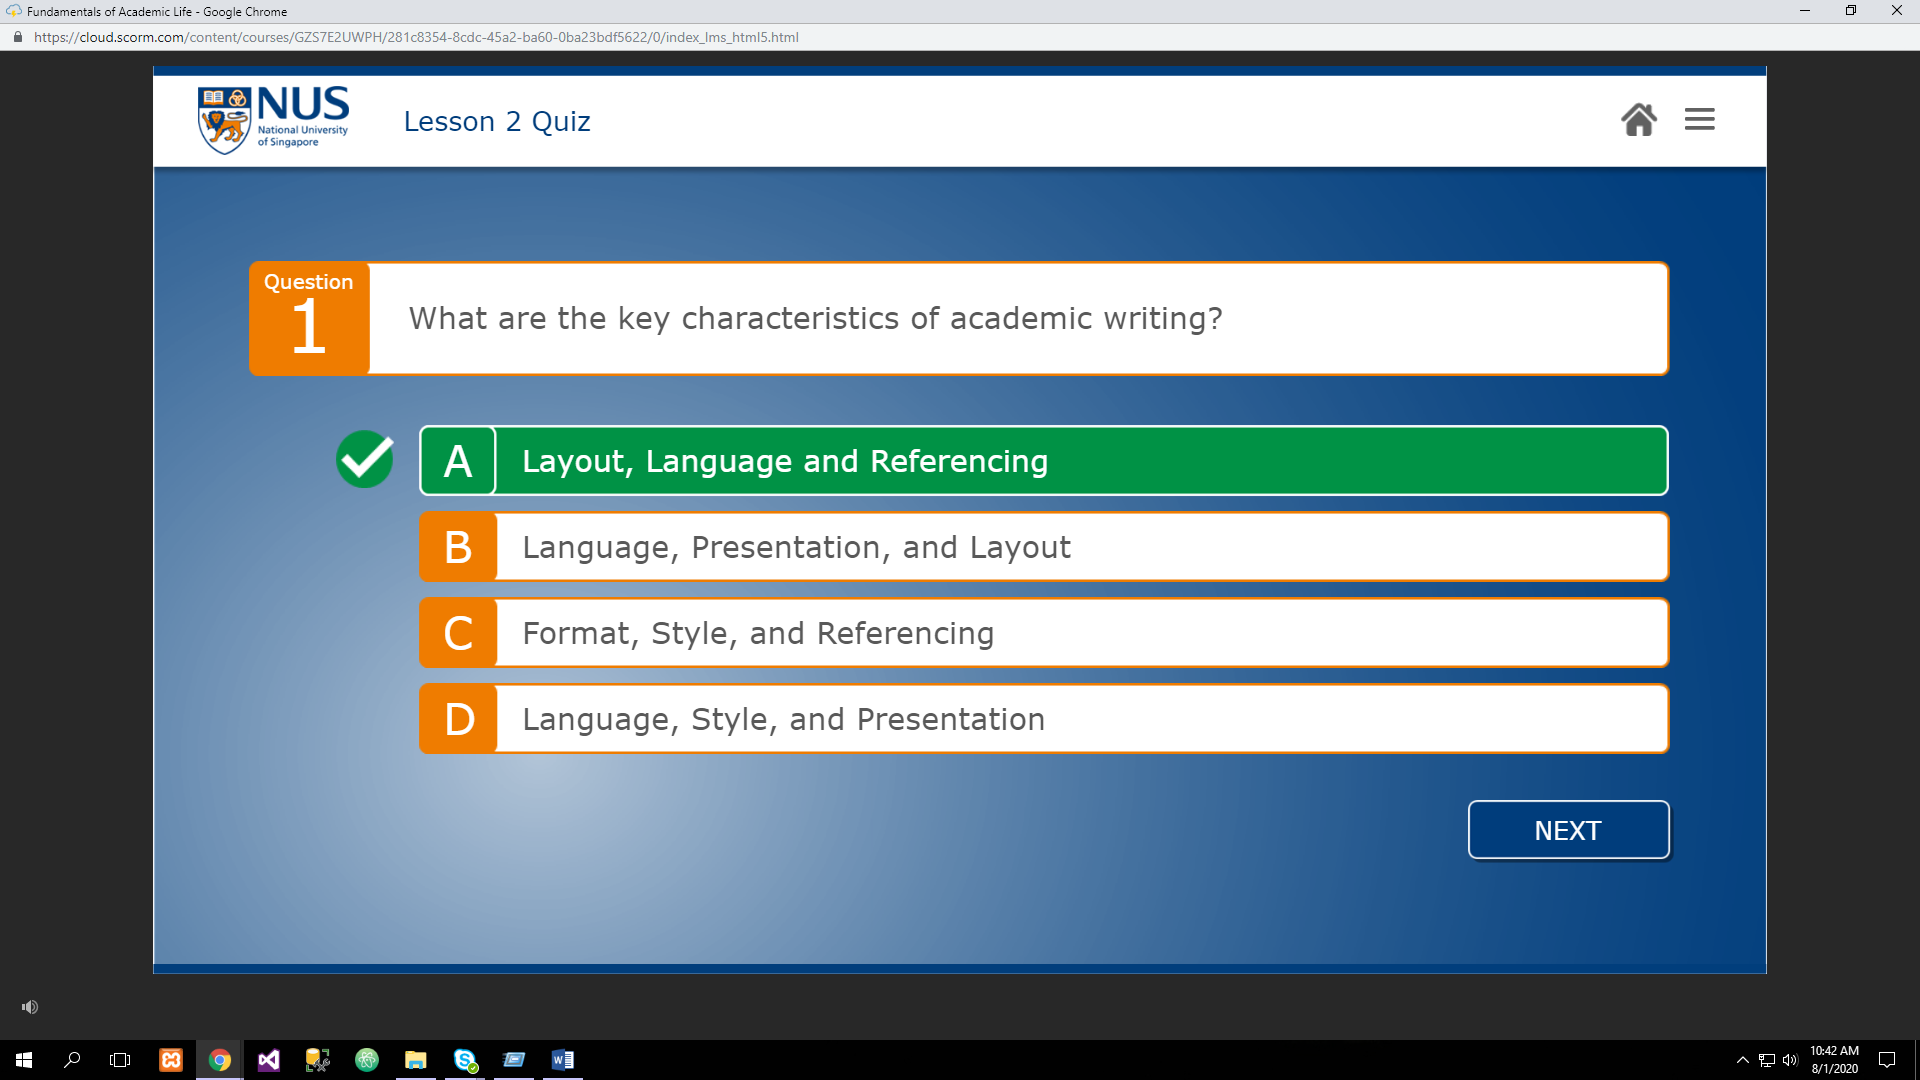 Fundamentals of Academic Life - Google Chrome
https://cloud.scorm.com/content/courses/GZS7E2UWPH/281c8354-8cdc-45a2-ba60-0ba23bdf5622/0/index_lms_html5.html
NUS
National University
of Singapore
Lesson 2 Quiz
Question
1
What are the key characteristics of academic writing?
A Layout, Language and Referencing
B Language, Presentation, and Layout
C Format, Style, and Referencing
D Language, Style, and Presentation
NEXT
10:42 AM
8/1/2020